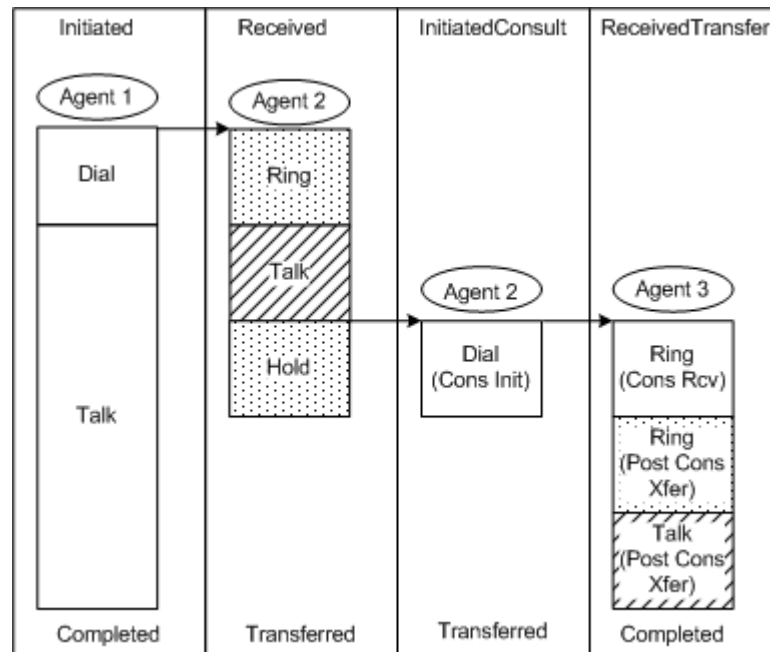 Initiated
Received
InitiatedConsult
ReceivedTransfer
Agent 1
Agent 2
Dial
Ring
Talk
Agent 2
Agent 3
Hold
Dial
(Cons Init)
Ring
(Cons Rcv)
Talk
Ring
(Post Cons
Xfer)
Talk
(Post Cons
Xfer)
Completed
Transferred
Transferred
Completed